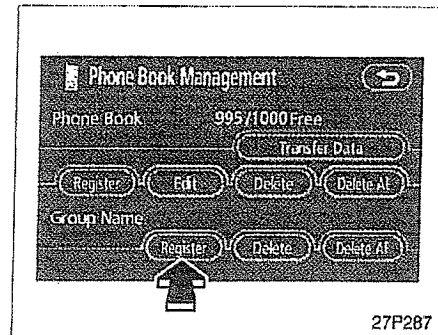 Phone Book Management
Phone Book 995/1000 Free
Transfer Data
Register Edit Delete Delete All
Group Name
Register Delete Delete All
27P287